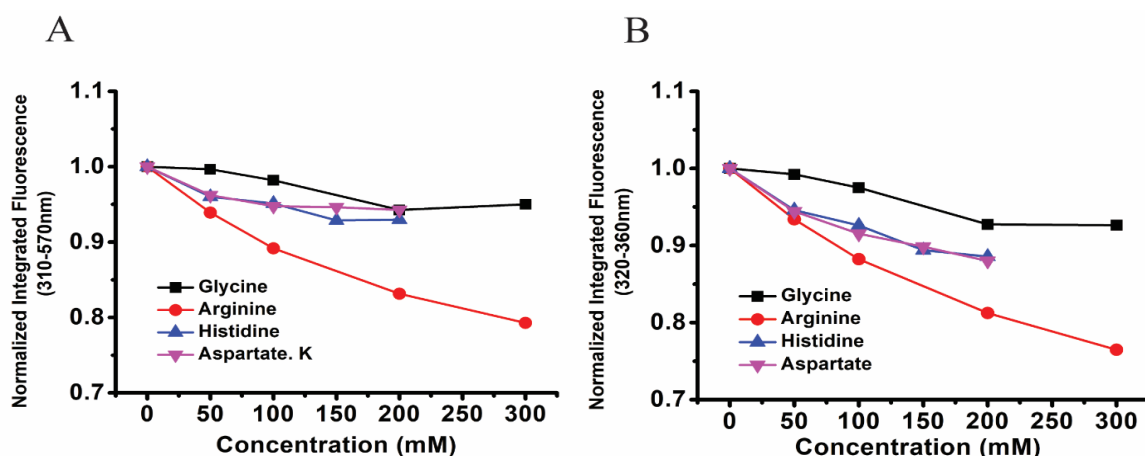 A
Normalized Integrated Fluorescence
(310-570nm)
1.1
1.0
0.9
0.8
0.7
Glycine
Arginine
Histidine
Aspartate. K
0 50 100 150 200 250 300
Concentration (mM)
B
Normalized Integrated Fluorescence
(320-360nm)
1.1
1.0
0.9
0.8
0.7
Glycine
Arginine
Histidine
Aspartate
0 50 100 150 200 250 300
Concentration (mM)